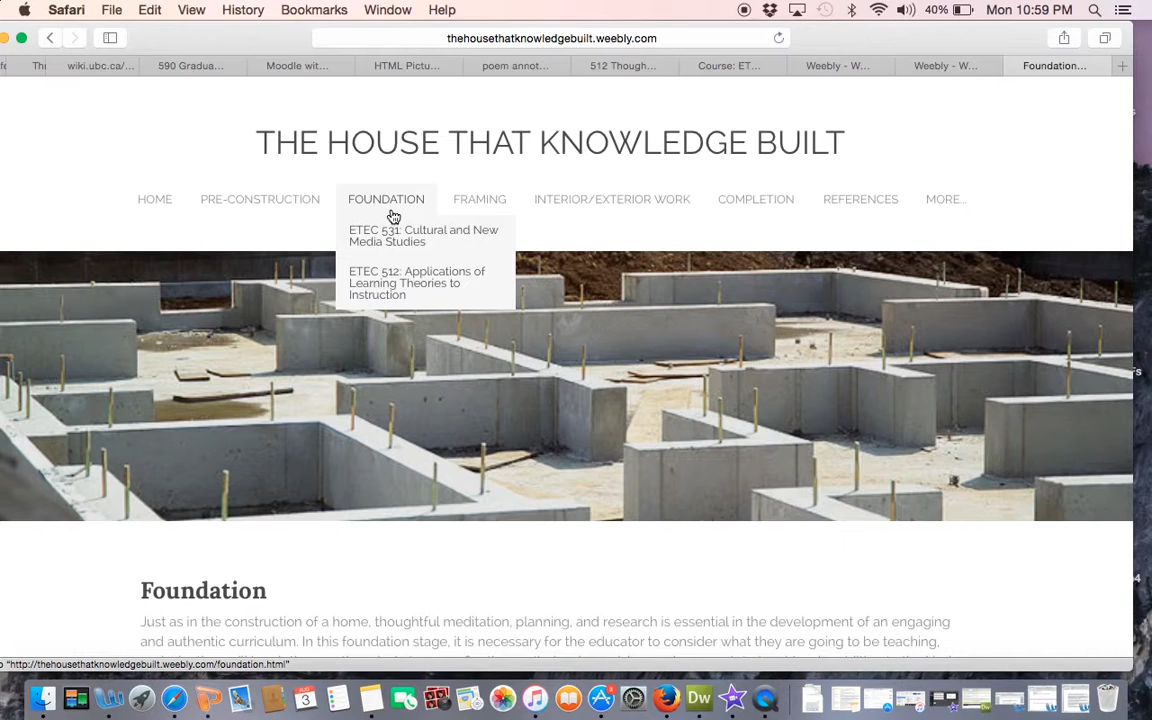 Safari File Edit View History Bookmarks Window Help 40% Mon 10:59 PM
thehousethatknowledgebuilt.weebly.com
Thr wiki.ubc.ca/... 590 Gradua... Moodle wit... HTML Pictu... poem annot... 512 Though... Course: ET... Weebly - W... Weebly - W... Foundation...
THE HOUSE THAT KNOWLEDGE BUILT
HOME PRE-CONSTRUCTION FOUNDATION FRAMING INTERIOR/EXTERIOR WORK COMPLETION REFERENCES MORE...
ETEC 531: Cultural and New
Media Studies
ETEC 512: Applications of
Learning Theories to
Instruction
Foundation
Just as in the construction of a home, thoughtful meditation, planning, and research is essential in the development of an engaging
and authentic curriculum. In this foundation stage, it is necessary for the educator to consider what they are going to be teaching,
"http://thehousethatknowledgebuilt.weebly.com/foundation.html"